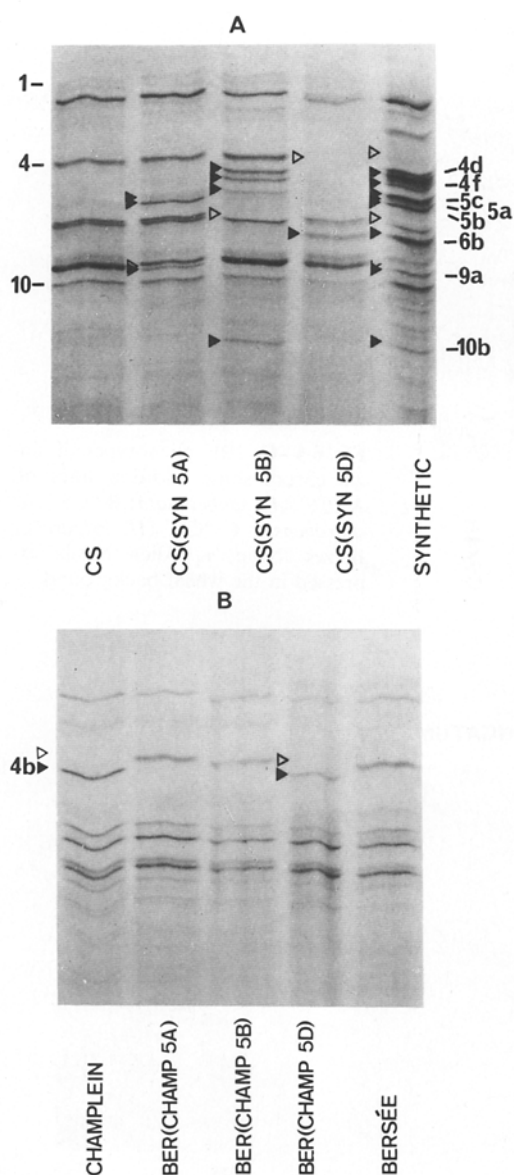 A
1–
4–
10–
–4d
–4f
–5c
5a
5b
–6b
–9a
–10b
CS
CS(SYN 5A)
CS(SYN 5B)
CS(SYN 5D)
SYNTHETIC
B
4b
CHAMPLEIN
BER(CHAMP 5A)
BER(CHAMP 5B)
BER(CHAMP 5D)
BERSÉE